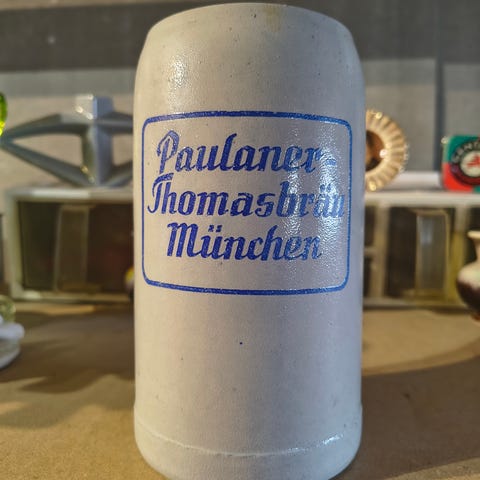 Paulaner-
Thomasbräu
München